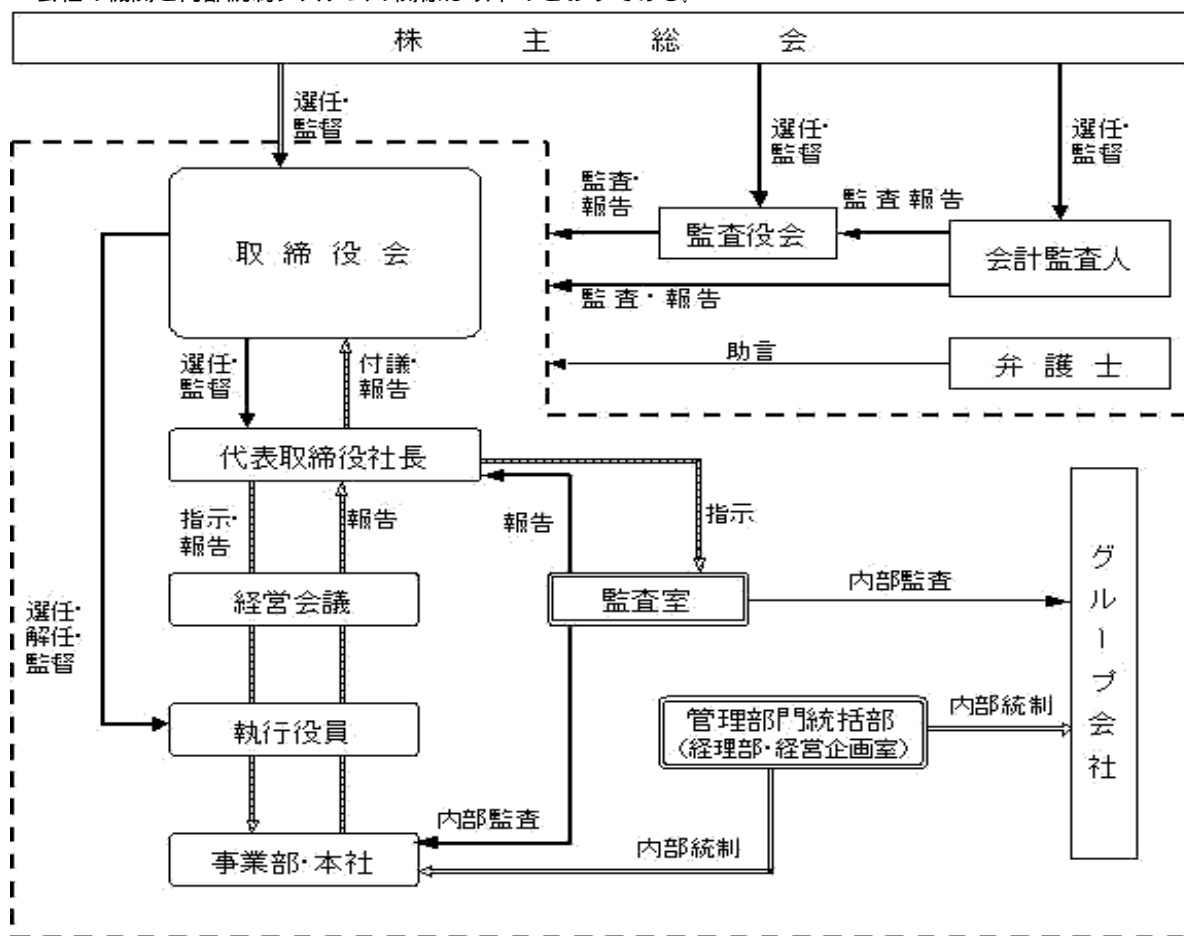 株主総会
選任・
監督
選任・
監督
選任・
監督
監査・
報告
監査報告
取締役会
監査役会
会計監査人
監査・報告
選任・
監督
付議・
報告
助言
弁護士
代表取締役社長
指示・
報告
報告
報告
指示
グループ会社
経営会議
監査室
内部監査
選任・
解任・
監督
執行役員
管理部門統括部
(経理部・経営企画室)
内部統制
内部監査
事業部・本社
内部統制